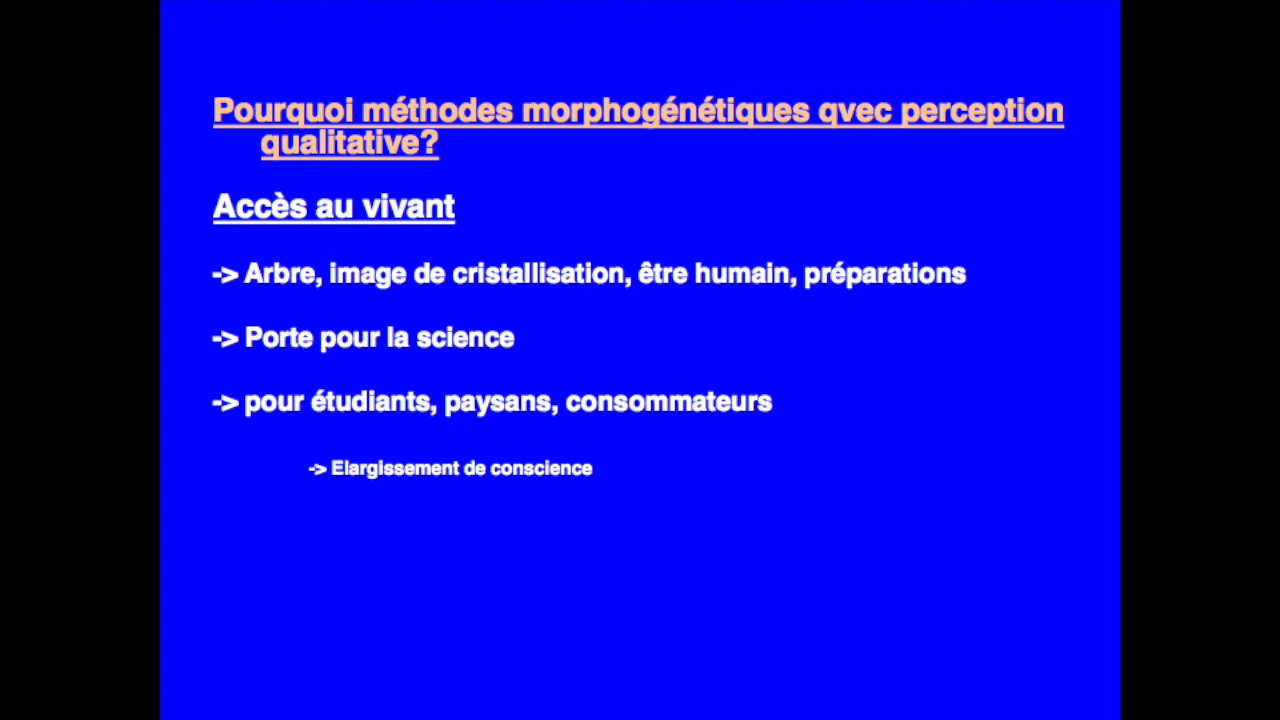 Pourquoi méthodes morphogénétiques qvec perception
qualitative?
Accès au vivant
-> Arbre, image de cristallisation, être humain, préparations
-> Porte pour la science
-> pour étudiants, paysans, consommateurs
-> Elargissement de conscience